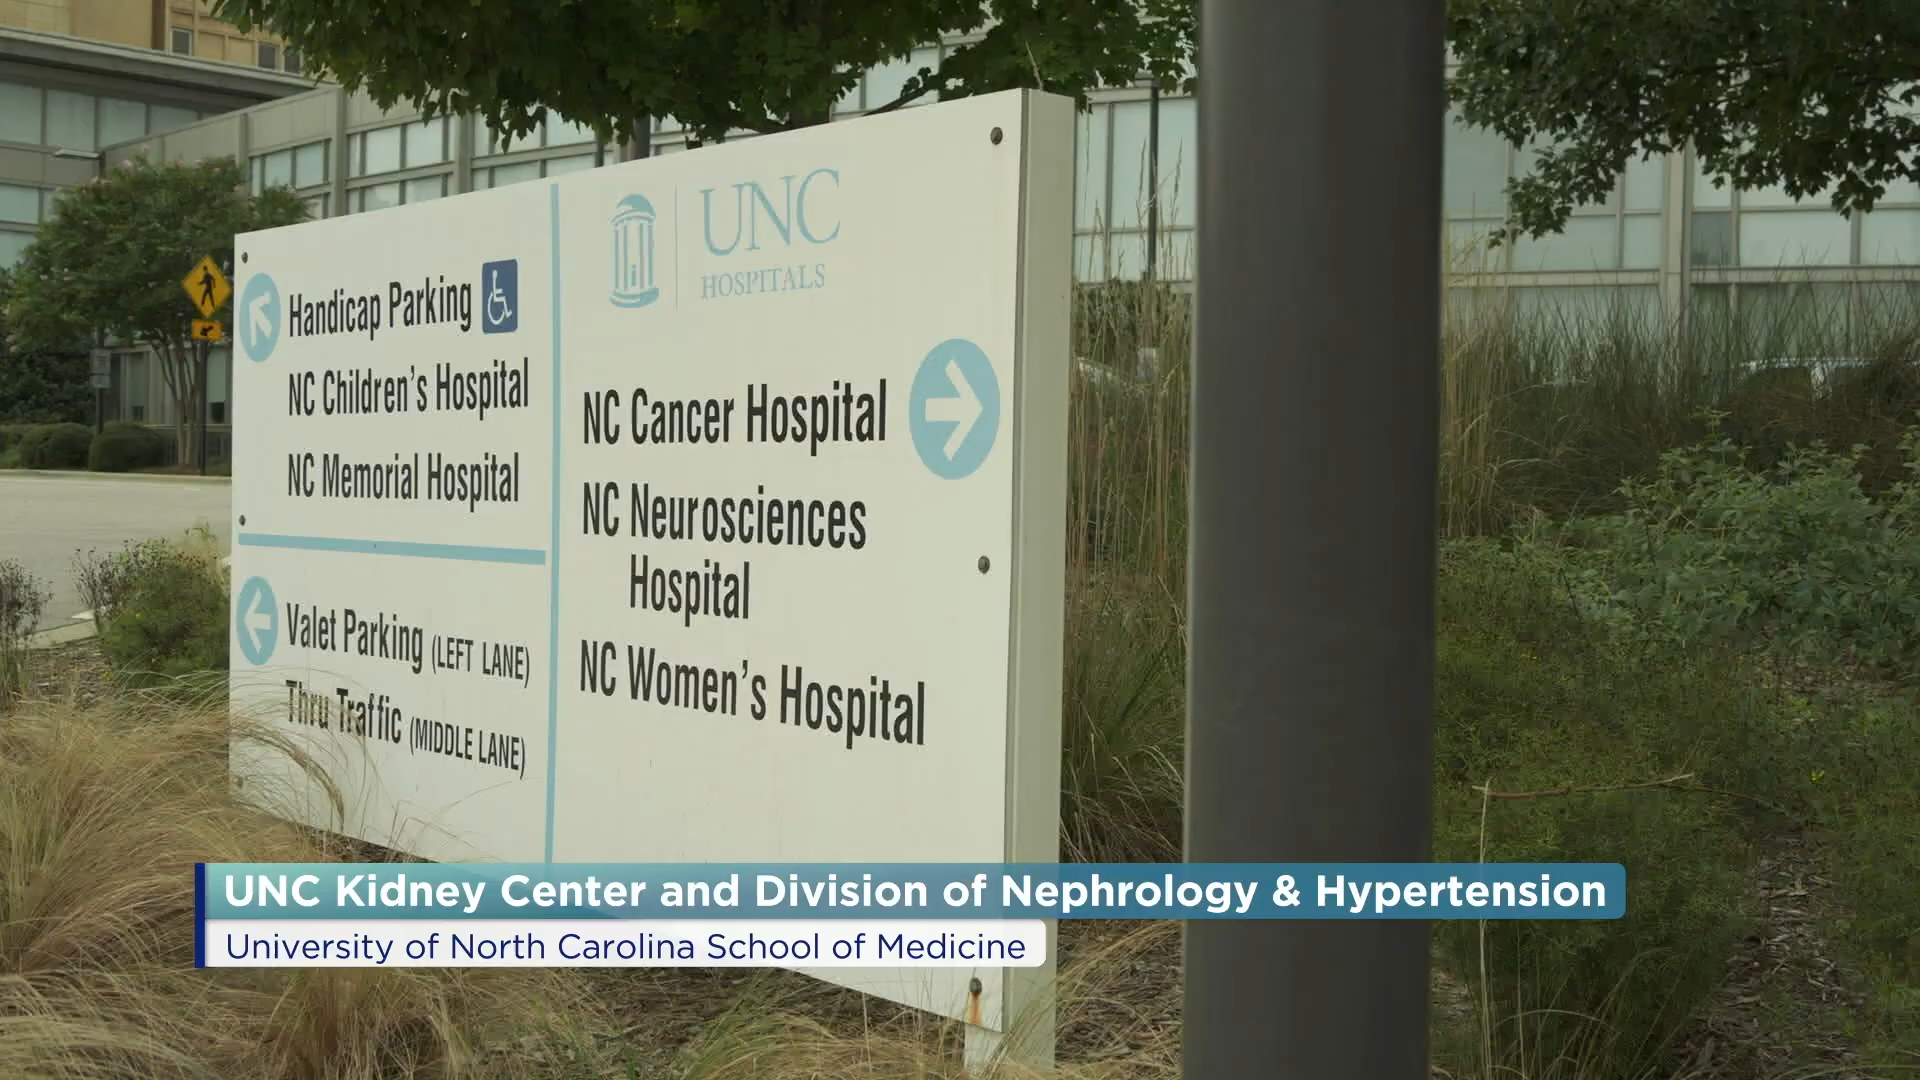 Handicap Parking
NC Children's Hospital
NC Memorial Hospital
Valet Parking (LEFT LANE)
Thru Traffic (MIDDLE LANE)
UNC
HOSPITALS
NC Cancer Hospital
NC Neurosciences
Hospital
NC Women's Hospital
UNC Kidney Center and Division of Nephrology & Hypertension
University of North Carolina School of Medicine